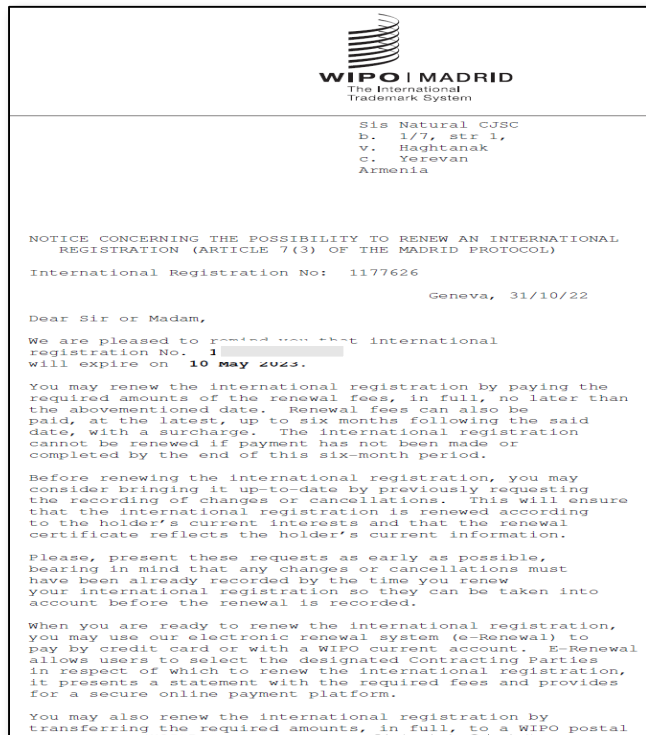 WIPO | MADRID
The International
Trademark System
Sis Natural CJSC
b. 1/7, str 1,
v. Haghtanak
c. Yerevan
Armenia
NOTICE CONCERNING THE POSSIBILITY TO RENEW AN INTERNATIONAL
REGISTRATION (ARTICLE 7(3) OF THE MADRID PROTOCOL)
International Registration No: 1177626
Geneva, 31/10/22
Dear Sir or Madam,
We are pleased to remind you that international
registration No. 1
will expire on 10 May 2023.
You may renew the international registration by paying the
required amounts of the renewal fees, in full, no later than
the abovementioned date. Renewal fees can also be
paid, at the latest, up to six months following the said
date, with a surcharge. The international registration
cannot be renewed if payment has not been made or
completed by the end of this six-month period.
Before renewing the international registration, you may
consider bringing it up-to-date by previously requesting
the recording of changes or cancellations. This will ensure
that the international registration is renewed according
to the holder's current interests and that the renewal
certificate reflects the holder's current information.
Please, present these requests as early as possible,
bearing in mind that any changes or cancellations must
have been already recorded by the time you renew
your international registration so they can be taken into
account before the renewal is recorded.
When you are ready to renew the international registration,
you may use our electronic renewal system (e-Renewal) to
pay by credit card or with a WIPO current account. E-Renewal
allows users to select the designated Contracting Parties
in respect of which to renew the international registration,
it presents a statement with the required fees and provides
for a secure online payment platform.
You may also renew the international registration by
transferring the required amounts, in full, to a WIPO postal